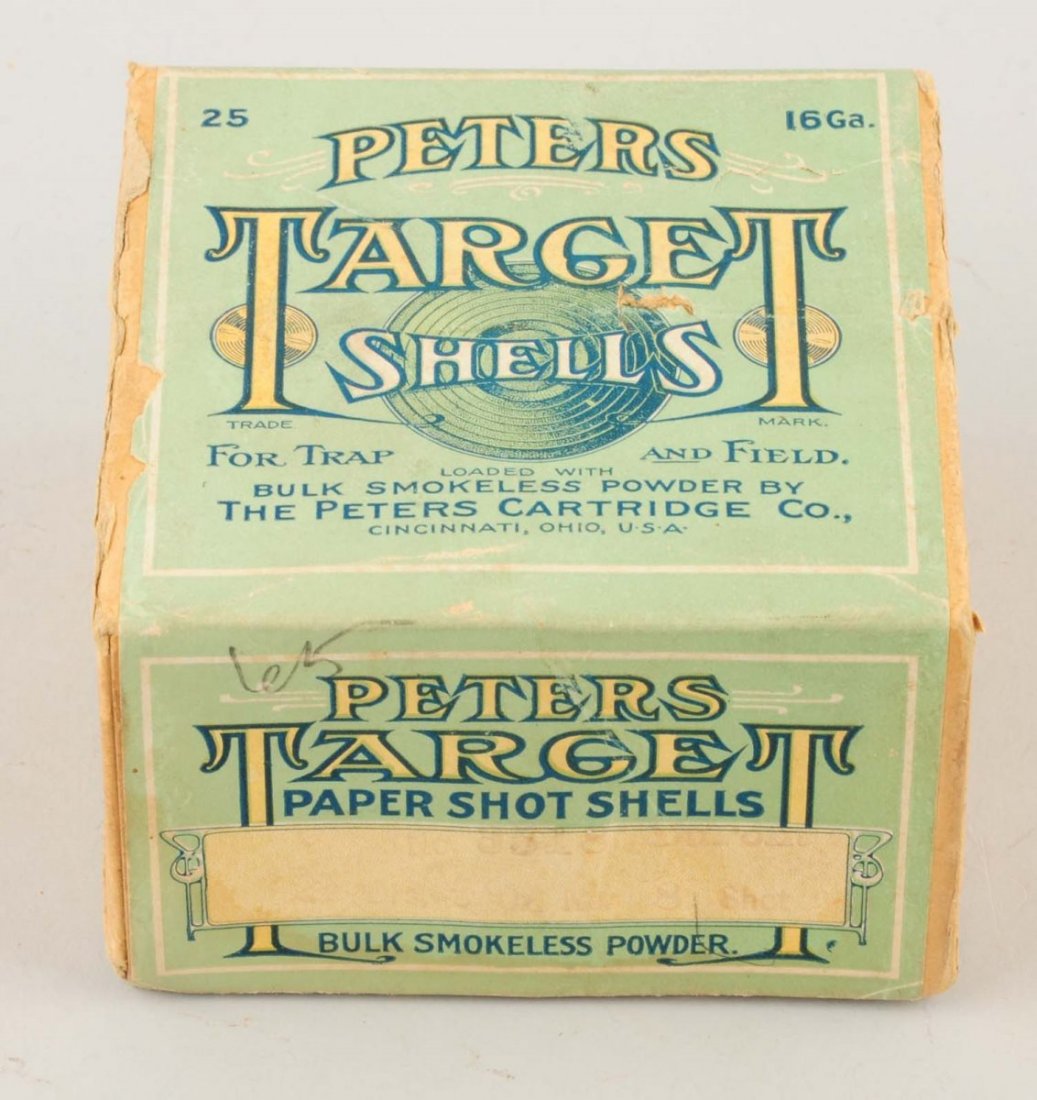 25 16Ga.
PETERS
TARGET
SHELLS
TRADE MARK.
FOR TRAP AND FIELD.
LOADED WITH
BULK SMOKELESS POWDER BY
THE PETERS CARTRIDGE CO.,
CINCINNATI, OHIO, U.S.A.
PETERS
TARGET
PAPER SHOT SHELLS
BULK SMOKELESS POWDER.